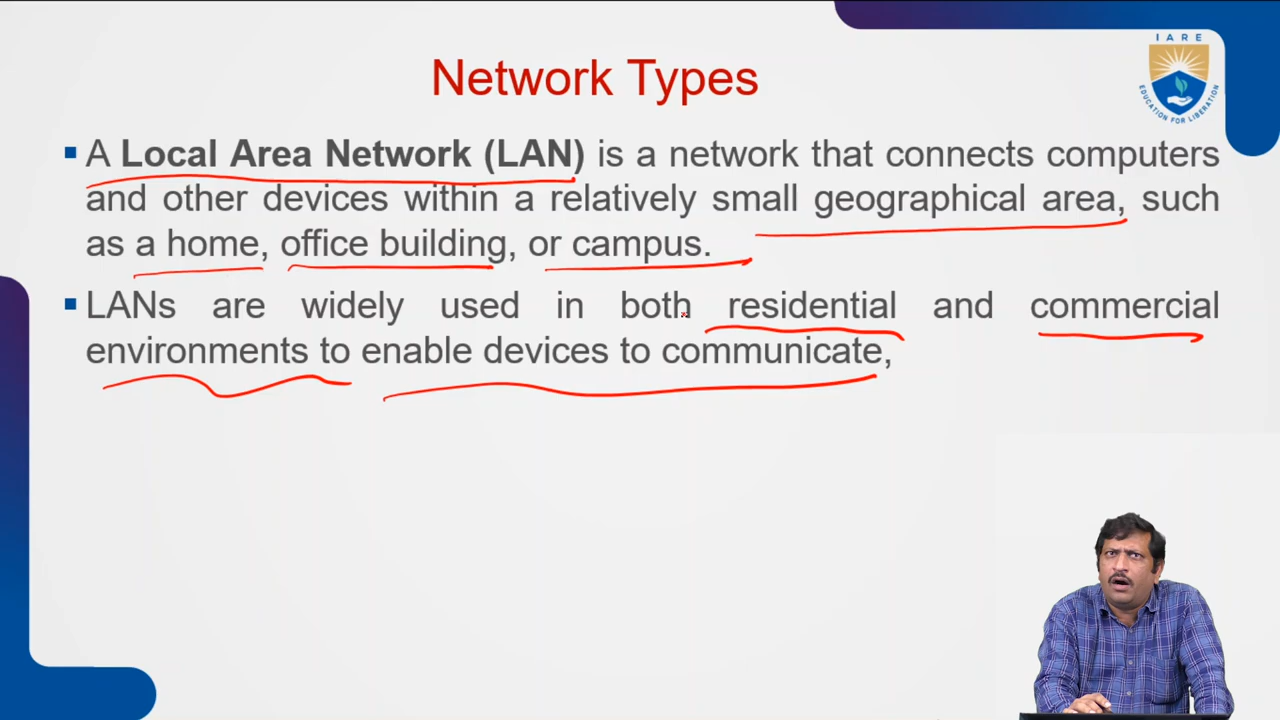 IARE
EDUCATION FOR LIBERATION
Network Types
A Local Area Network (LAN) is a network that connects computers
and other devices within a relatively small geographical area, such
as a home, office building, or campus.
LANs are widely used in both residential and commercial
environments to enable devices to communicate,